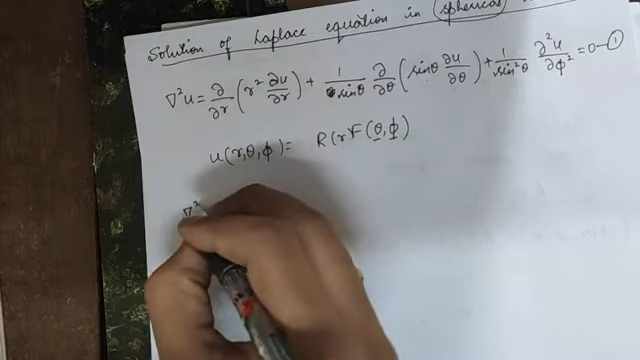 Solution of Laplace equation in (spherical)
∇²u = ∂/∂r (r² ∂u/∂r) + 1/sinθ ∂/∂θ (sinθ ∂u/∂θ) + 1/sin²θ ∂²u/∂ϕ² = 0 — ①
u(r,θ,ϕ) = R(r)F(θ,ϕ)
∇²